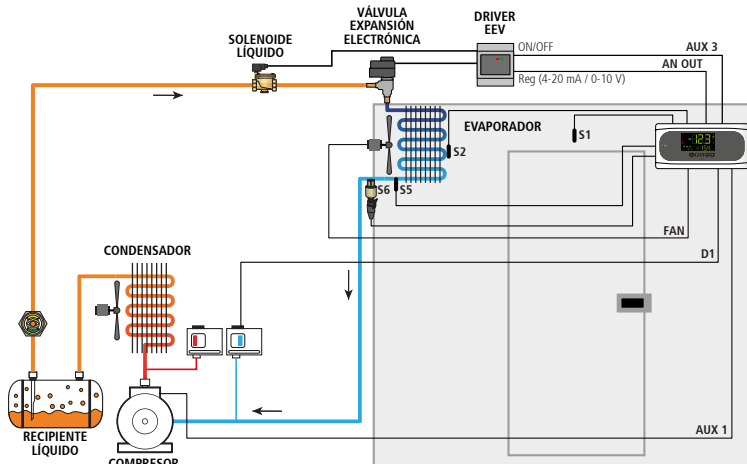 VÁLVULA
EXPANSIÓN
ELECTRÓNICA
DRIVER
EEV
SOLENOIDE
LÍQUIDO
ON/OFF
AUX 3
AN OUT
Reg (4-20 mA / 0-10 V)
EVAPORADOR
S1
S2
S6
S5
FAN
D1
CONDENSADOR
RECIPIENTE
LÍQUIDO
COMPRESOR
AUX 1